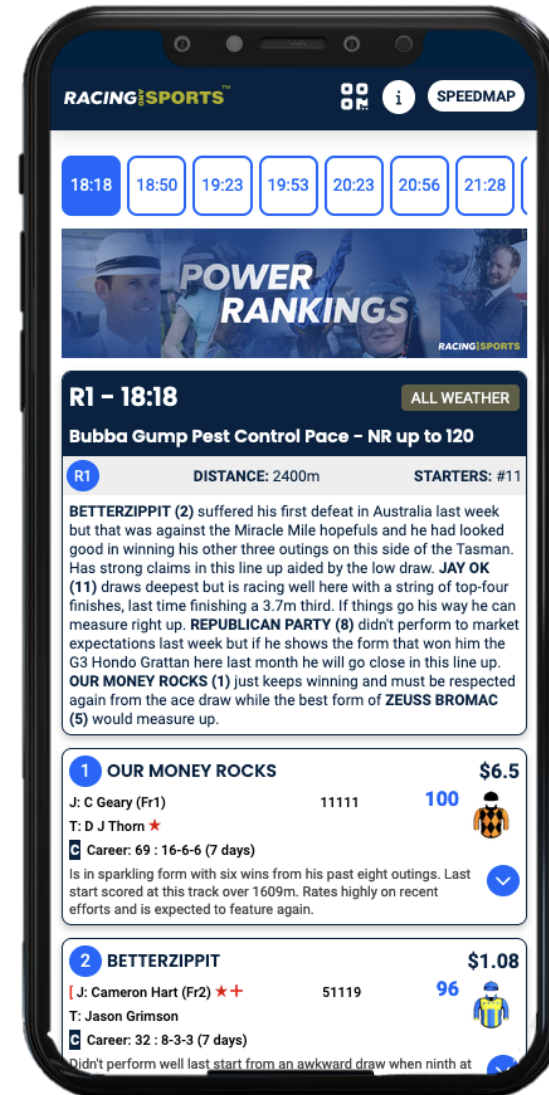 RACING AND SPORTS™
i
SPEEDMAP
18:18 18:50 19:23 19:53 20:23 20:56 21:28
POWER
RANKINGS
RACING SPORTS
R1 – 18:18
ALL WEATHER
Bubba Gump Pest Control Pace – NR up to 120
R1 DISTANCE: 2400m STARTERS: #11
BETTERZIPPIT (2) suffered his first defeat in Australia last week
but that was against the Miracle Mile hopefuls and he had looked
good in winning his other three outings on this side of the Tasman.
Has strong claims in this line up aided by the low draw. JAY OK
(11) draws deepest but is racing well here with a string of top-four
finishes, last time finishing a 3.7m third. If things go his way he can
measure right up. REPUBLICAN PARTY (8) didn't perform to market
expectations last week but if he shows the form that won him the
G3 Hondo Grattan here last month he will go close in this line up.
OUR MONEY ROCKS (1) just keeps winning and must be respected
again from the ace draw while the best form of ZEUSS BROMAC
(5) would measure up.
1 OUR MONEY ROCKS $6.5
J: C Geary (Fr1) 11111 100
T: D J Thorn ★
C Career: 69 : 16-6-6 (7 days)
Is in sparkling form with six wins from his past eight outings. Last
start scored at this track over 1609m. Rates highly on recent
efforts and is expected to feature again.
2 BETTERZIPPIT $1.08
[ J: Cameron Hart (Fr2) ★+ 51119 96
T: Jason Grimson
C Career: 32 : 8-3-3 (7 days)
Didn't perform well last start from an awkward draw when ninth at